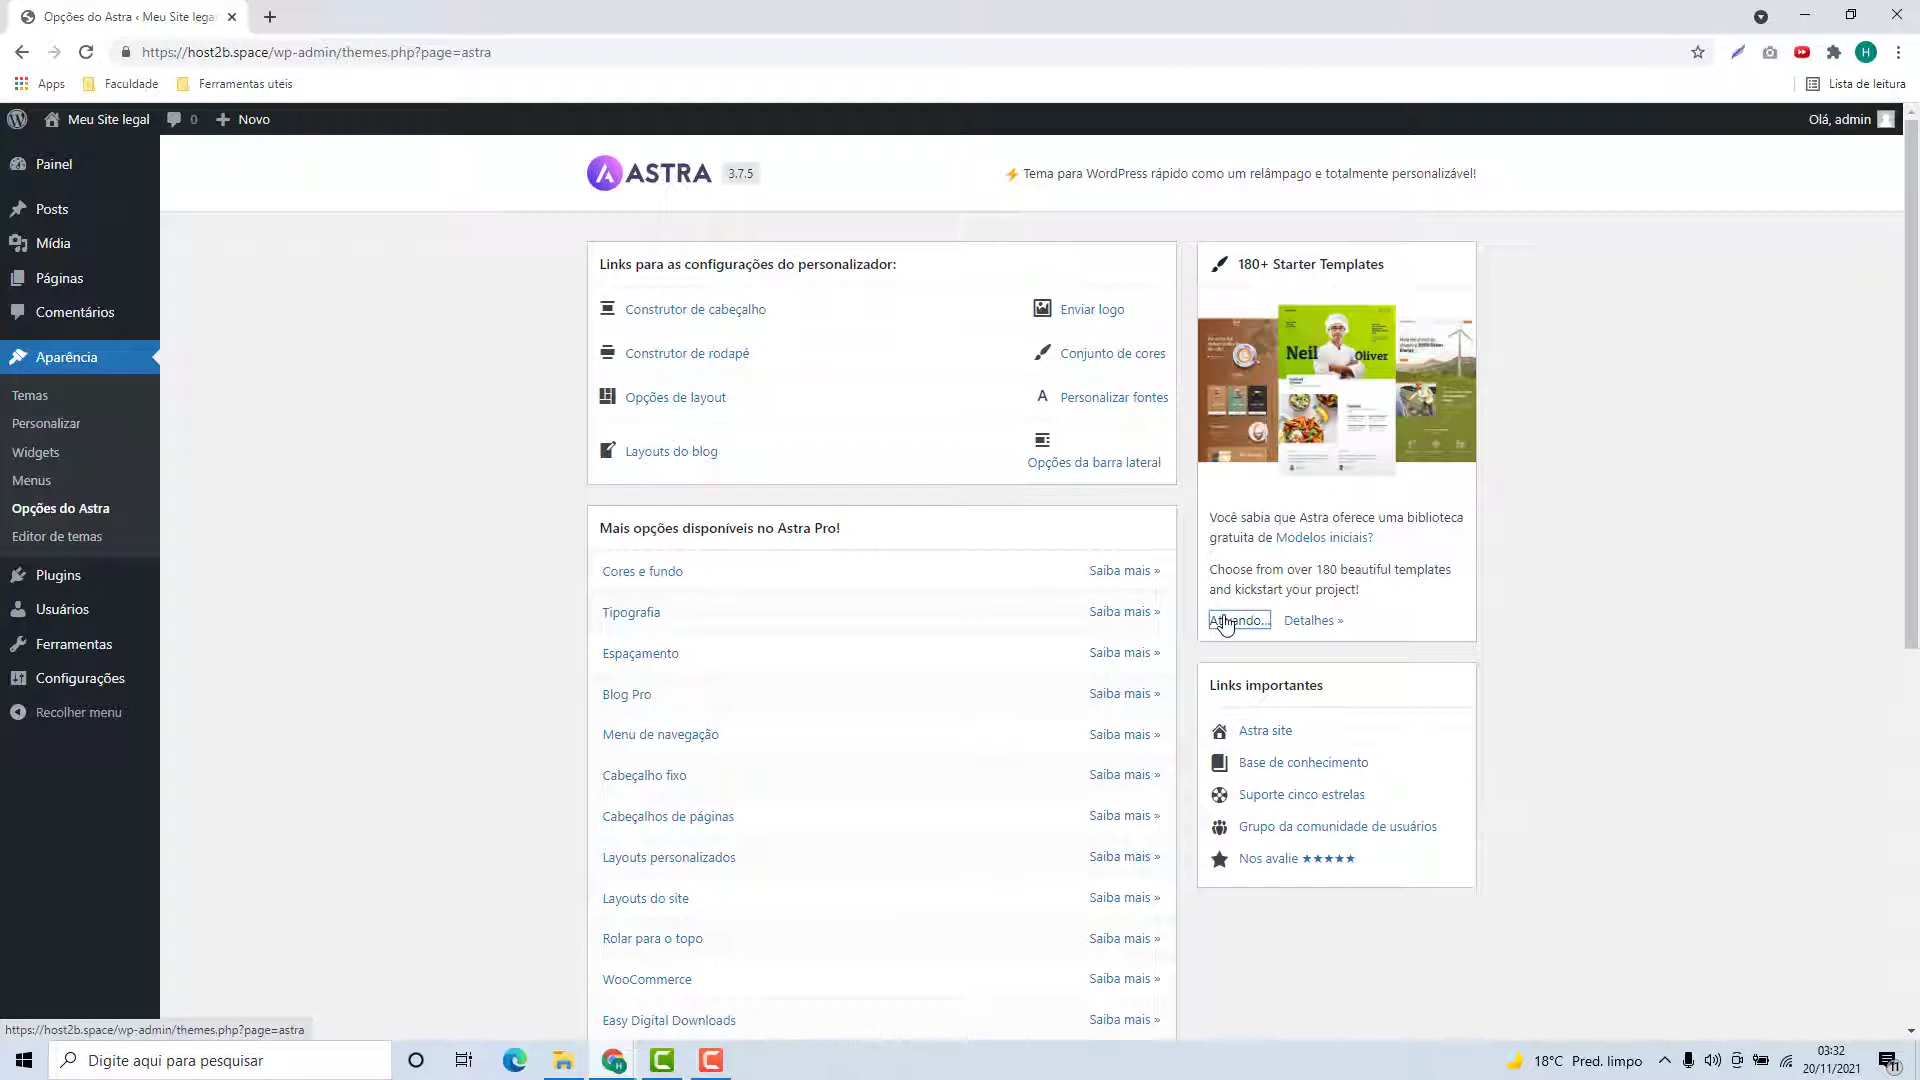 Opções do Astra ‹ Meu Site lega
https://host2b.space/wp-admin/themes.php?page=astra
H
Apps
Faculdade
Ferramentas uteis
Lista de leitura
Meu Site legal
0
Novo
Olá, admin
Painel
Posts
Mídia
Páginas
Comentários
Aparência
Temas
Personalizar
Widgets
Menus
Opções do Astra
Editor de temas
Plugins
Usuários
Ferramentas
Configurações
Recolher menu
ASTRA
3.7.5
⚡ Tema para WordPress rápido como um relâmpago e totalmente personalizável!
Links para as configurações do personalizador:
Construtor de cabeçalho
Enviar logo
Construtor de rodapé
Conjunto de cores
Opções de layout
A Personalizar fontes
Layouts do blog
Opções da barra lateral
Mais opções disponíveis no Astra Pro!
Cores e fundo
Saiba mais »
Tipografia
Saiba mais »
Espaçamento
Saiba mais »
Blog Pro
Saiba mais »
Menu de navegação
Saiba mais »
Cabeçalho fixo
Saiba mais »
Cabeçalhos de páginas
Saiba mais »
Layouts personalizados
Saiba mais »
Layouts do site
Saiba mais »
Rolar para o topo
Saiba mais »
WooCommerce
Saiba mais »
Easy Digital Downloads
Saiba mais »
180+ Starter Templates
Neil
Oliver
Você sabia que Astra oferece uma biblioteca
gratuita de Modelos iniciais?
Choose from over 180 beautiful templates
and kickstart your project!
Detalhes »
Links importantes
Astra site
Base de conhecimento
Suporte cinco estrelas
Grupo da comunidade de usuários
Nos avalie ★★★★★
https://host2b.space/wp-admin/themes.php?page=astra
Digite aqui para pesquisar
18°C Pred. limpo
03:32
20/11/2021
11